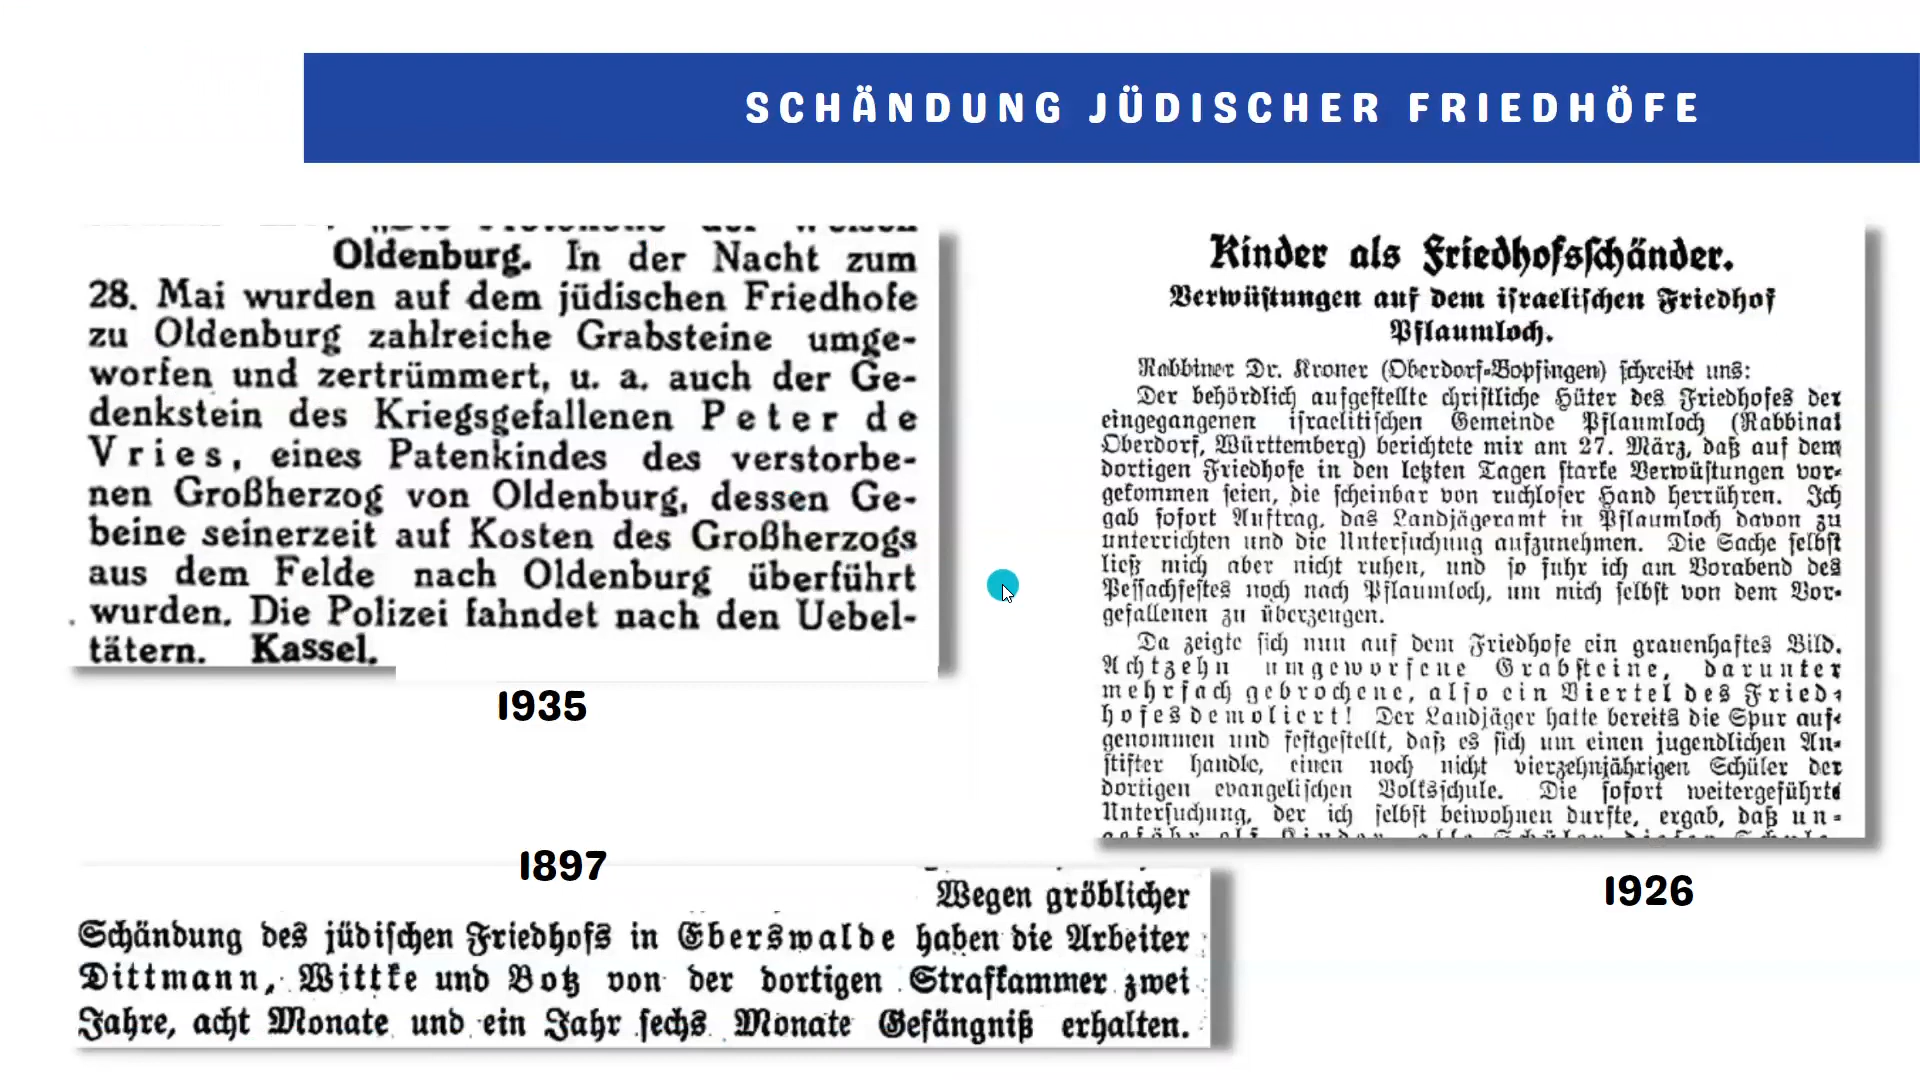 SCHÄNDUNG JÜDISCHER FRIEDHÖFE
Oldenburg. In der Nacht zum
28. Mai wurden auf dem jüdischen Friedhofe
zu Oldenburg zahlreiche Grabsteine umge-
worfen und zertrümmert, u. a. auch der Ge-
denkstein des Kriegsgefallenen Peter de
Vries, eines Patenkindes des verstorbe-
nen Großherzog von Oldenburg, dessen Ge-
beine seinerzeit auf Kosten des Großherzogs
aus dem Felde nach Oldenburg überführt
wurden. Die Polizei fahndet nach den Uebel-
tätern. Kassel.
1935
Kinder als Friedhofsschänder.
Verwüstungen auf dem israelischen Friedhof
Pflaumloch.
Rabbiner Dr. Kroner (Oberdorf-Bopfingen) schreibt uns:
Der behördlich aufgestellte christliche Hüter des Friedhofes der
eingegangenen israelitischen Gemeinde Pflaumloch (Rabbinat
Oberdorf, Württemberg) berichtete mir am 27. März, daß auf dem
dortigen Friedhofe in den letzten Tagen starke Verwüstungen vor-
gekommen seien, die scheinbar von ruchloser Hand herrühren. Ich
gab sofort Auftrag, das Landjägeramt in Pflaumloch davon zu
unterrichten und die Untersuchung aufzunehmen. Die Sache selbst
ließ mich aber nicht ruhen, und so fuhr ich am Vorabend des
Pessachfestes noch nach Pflaumloch, um mich selbst von dem Vor-
gefallenen zu überzeugen.
Da zeigte sich nun auf dem Friedhofe ein grauenhaftes Bild.
Achtzehn umgeworfene Grabsteine, darunter
mehrfach gebrochene, also ein Viertel des Fried-
hofes demoliert! Der Landjäger hatte bereits die Spur auf-
genommen und festgestellt, daß es sich um einen jugendlichen An-
stifter handle, einen noch nicht vierzehnjährigen Schüler der
dortigen evangelischen Volksschule. Die sofort weitergeführte
Untersuchung, der ich selbst beiwohnen durfte, ergab, daß un-
1926
1897
Wegen gröblicher
Schändung des jüdischen Friedhofs in Eberswalde haben die Arbeiter
Dittmann, Wittke und Botz von der dortigen Strafkammer zwei
Jahre, acht Monate und ein Jahr sechs Monate Gefängniß erhalten.